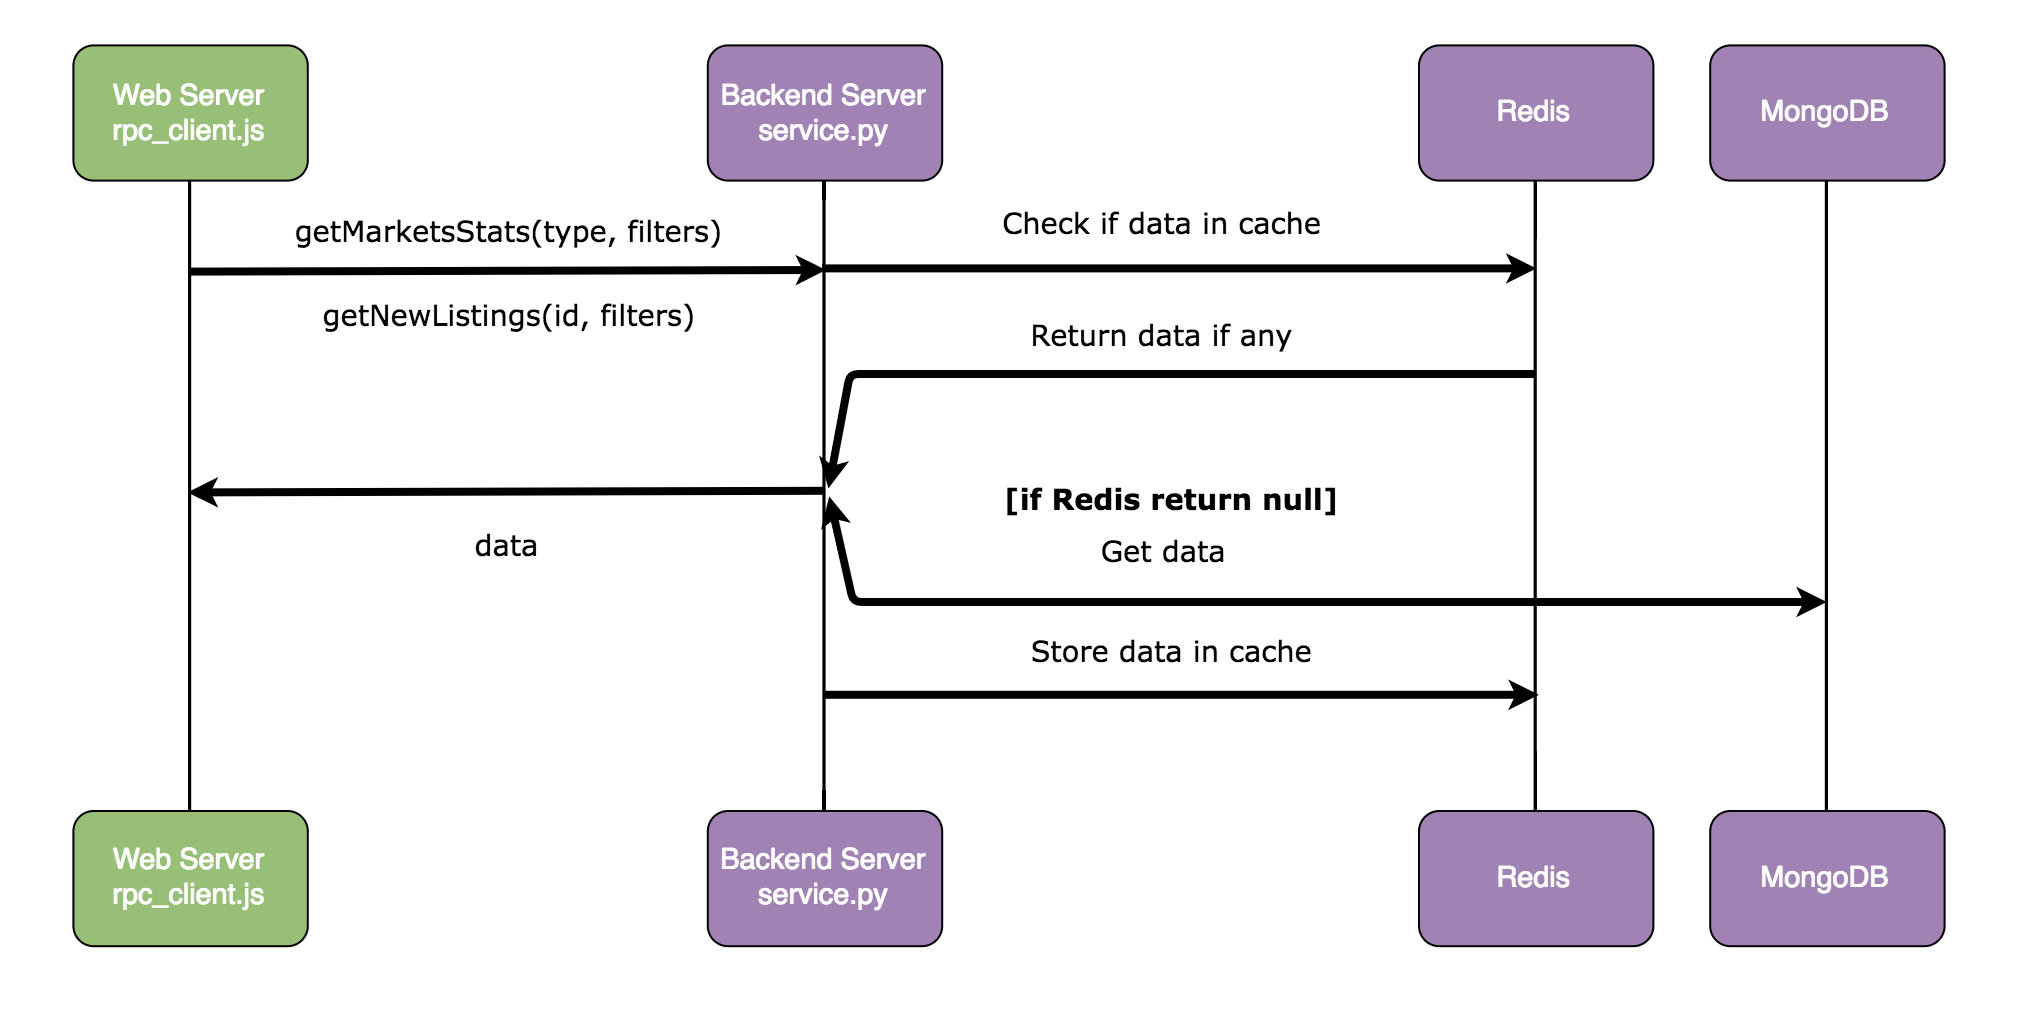 Web Server
rpc_client.js
Backend Server
service.py
Redis
MongoDB
getMarketsStats(type, filters)
Check if data in cache
getNewListings(id, filters)
Return data if any
[if Redis return null]
data
Get data
Store data in cache
Web Server
rpc_client.js
Backend Server
service.py
Redis
MongoDB